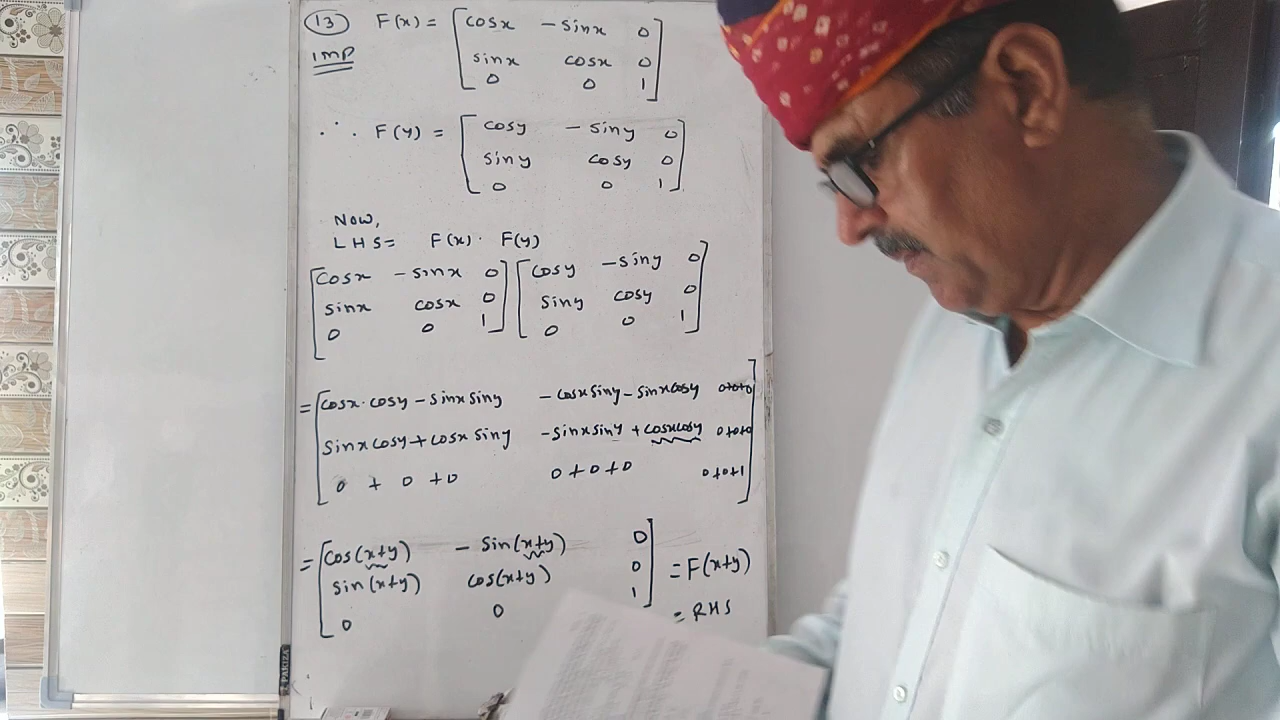 (13) F(x) = [cosx -sinx 0
IMP sinx cosx 0
0 0 1]
∴ F(y) = [cosy -siny 0
siny cosy 0
0 0 1]
Now,
LHS = F(x). F(y)
[cosx -sinx 0] [cosy -siny 0]
sinx cosx 0 siny cosy 0
0 0 1 0 0 1
= [cosx.cosy - sinx siny - cosx siny - sinx cosy 0+0+0]
sinx cosy + cosx siny -sinx siny + cosx cosy 0+0+0
0 + 0 + 0 0 + 0 + 0 0+0+1
= [cos(x+y) - sin(x+y) 0]
sin(x+y) cos(x+y) 0 = F(x+y)
0 0 1 = RHS
PARIZA